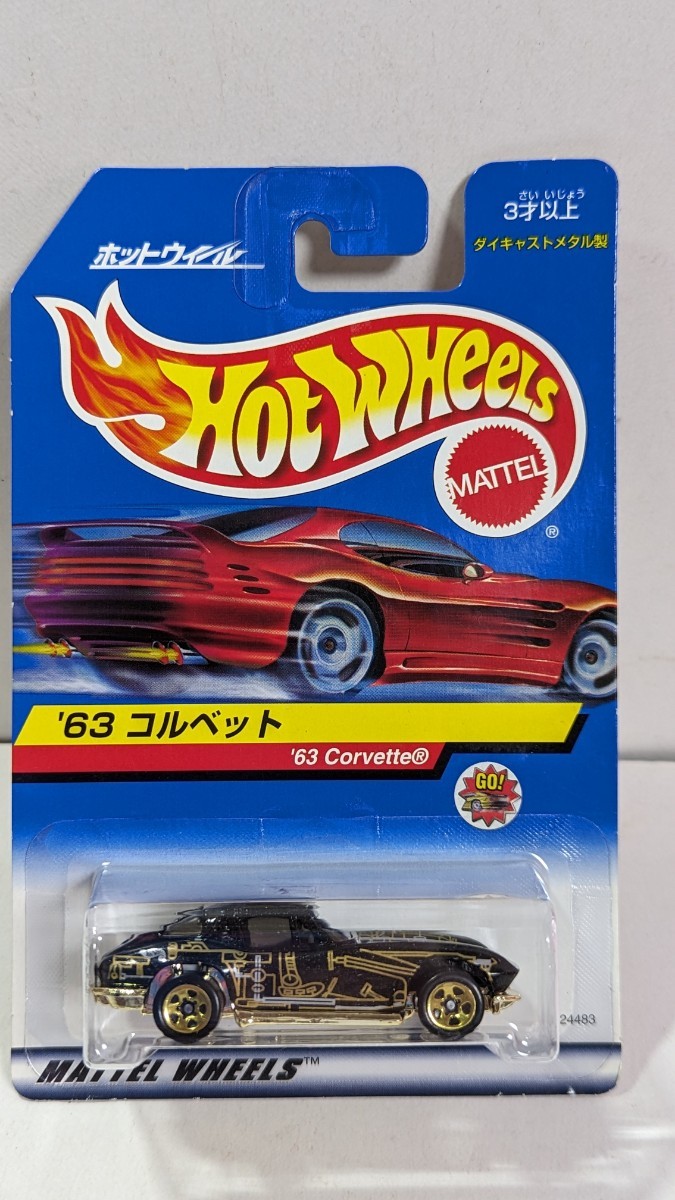 さい いじょう
3才以上
ダイキャストメタル製
ホットウィール
HOT WHEELS
MATTEL
®
'63 コルベット
'63 Corvette®
GO!
24483
MATTEL WHEELS™